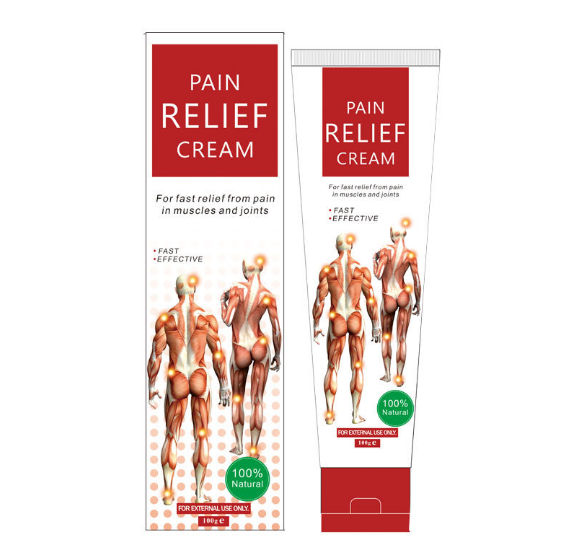 PAIN
RELIEF
CREAM
For fast relief from pain
in muscles and joints
•FAST
•EFFECTIVE
100%
Natural
FOR EXTERNAL USE ONLY.
100g e
PAIN
RELIEF
CREAM
For fast relief from pain
in muscles and joints
•FAST
•EFFECTIVE
100%
Natural
FOR EXTERNAL USE ONLY.
100g e